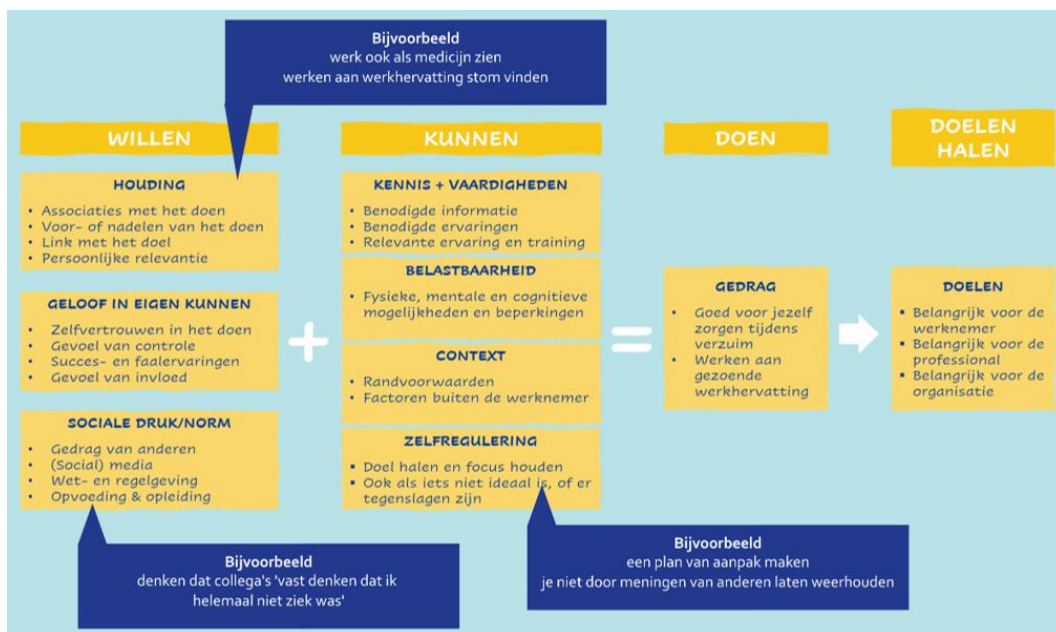 Bijvoorbeeld
werk ook als medicijn zien
werken aan werkhervatting stom vinden
WILLEN
HOUDING
• Associaties met het doen
• Voor- of nadelen van het doen
• Link met het doel
• Persoonlijke relevantie
GELOOF IN EIGEN KUNNEN
• Zelfvertrouwen in het doen
• Gevoel van controle
• Succes- en faalervaringen
• Gevoel van invloed
SOCIALE DRUK/NORM
• Gedrag van anderen
• (Social) media
• Wet- en regelgeving
• Opvoeding & opleiding
Bijvoorbeeld
denken dat collega's 'vast denken dat ik
helemaal niet ziek was'
+
KUNNEN
KENNIS + VAARDIGHEDEN
• Benodigde informatie
• Benodigde ervaringen
• Relevante ervaring en training
BELASTBAARHEID
• Fysieke, mentale en cognitieve
mogelijkheden en beperkingen
CONTEXT
• Randvoorwaarden
• Factoren buiten de werknemer
ZELFREGULERING
▪ Doel halen en focus houden
▪ Ook als iets niet ideaal is, of er
tegenslagen zijn
Bijvoorbeeld
een plan van aanpak maken
je niet door meningen van anderen laten weerhouden
=
DOEN
GEDRAG
• Goed voor jezelf
zorgen tijdens
verzuim
• Werken aan
gezoende
werkhervatting
DOELEN
HALEN
DOELEN
▪ Belangrijk voor de
werknemer
▪ Belangrijk voor de
professional
▪ Belangrijk voor de
organisatie